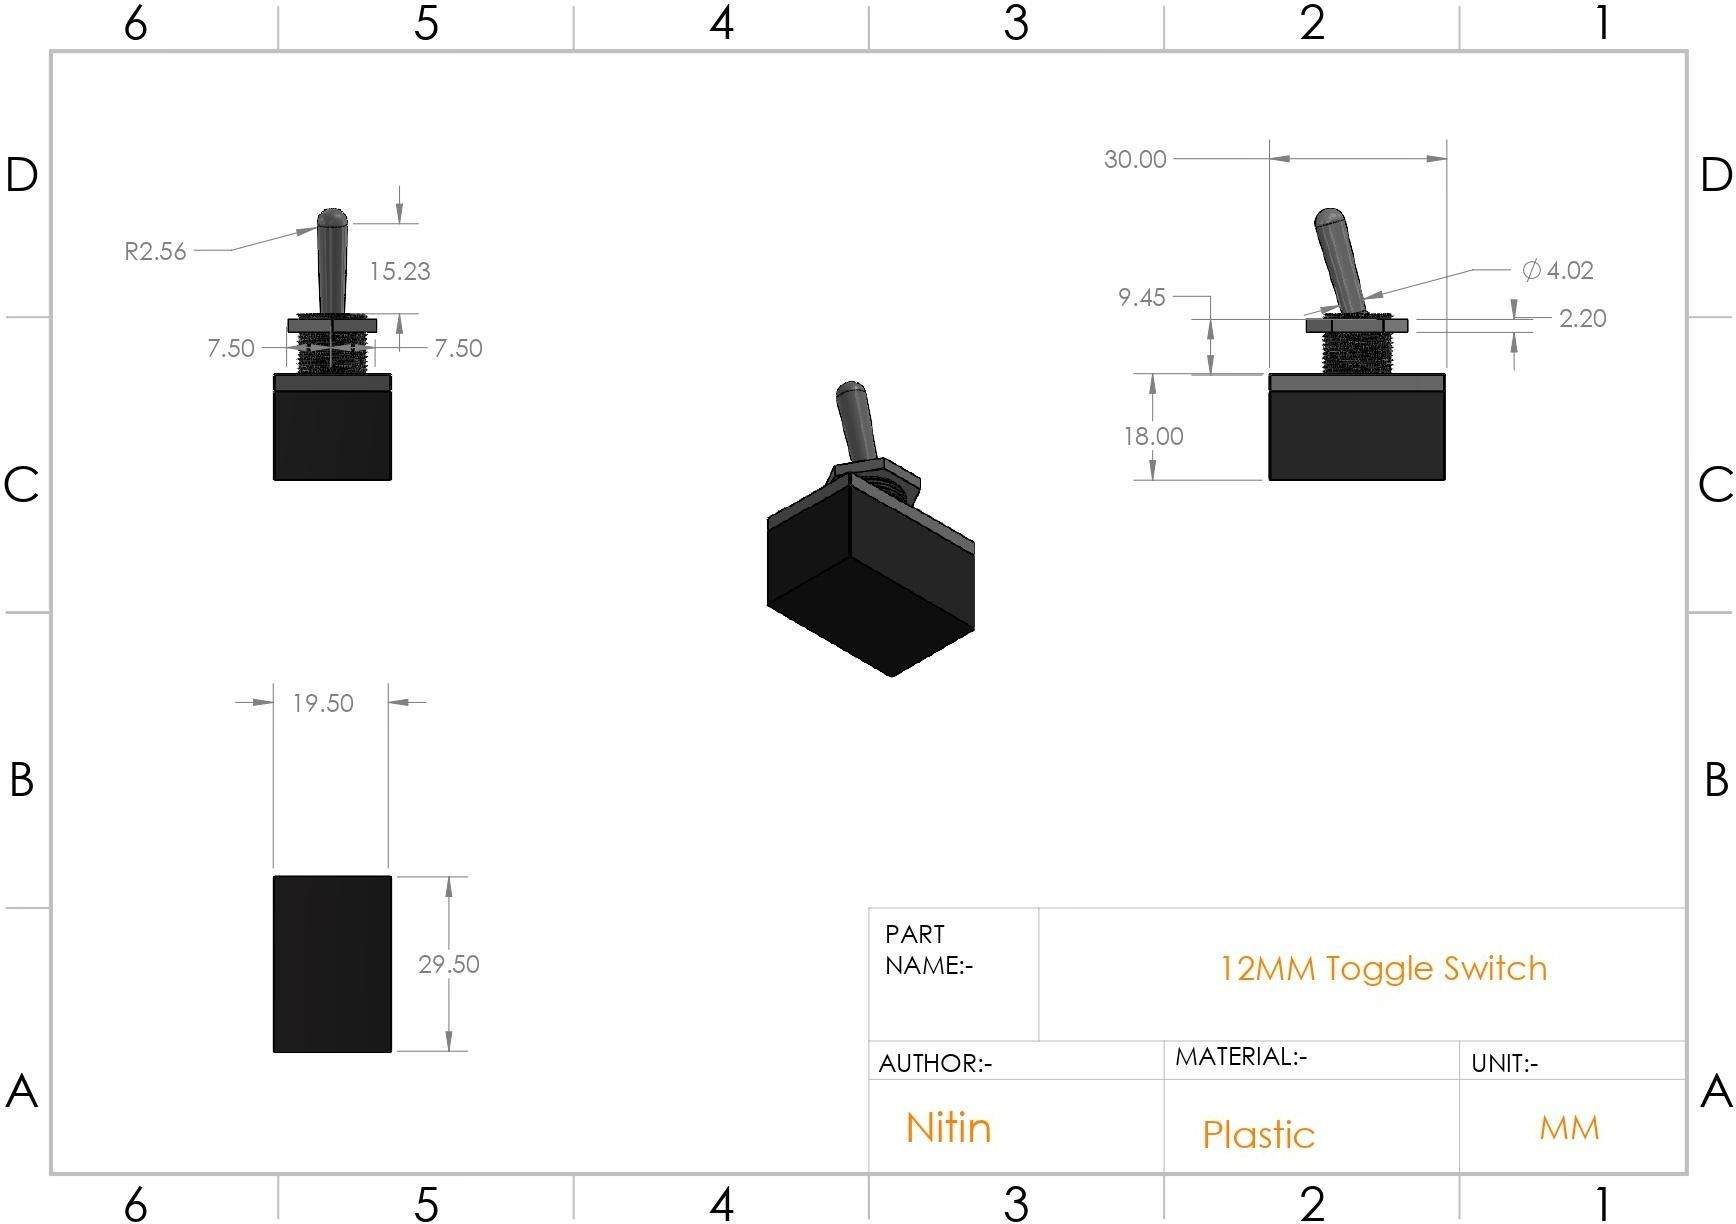 6 5 4 3 2 1
D D
30.00
R2.56
15.23
Ø 4.02
9.45
2.20
7.50 7.50
18.00
C C
19.50
B B
29.50
PART
NAME:-
12MM Toggle Switch
AUTHOR:- MATERIAL:- UNIT:-
A A
Nitin Plastic MM
6 5 4 3 2 1